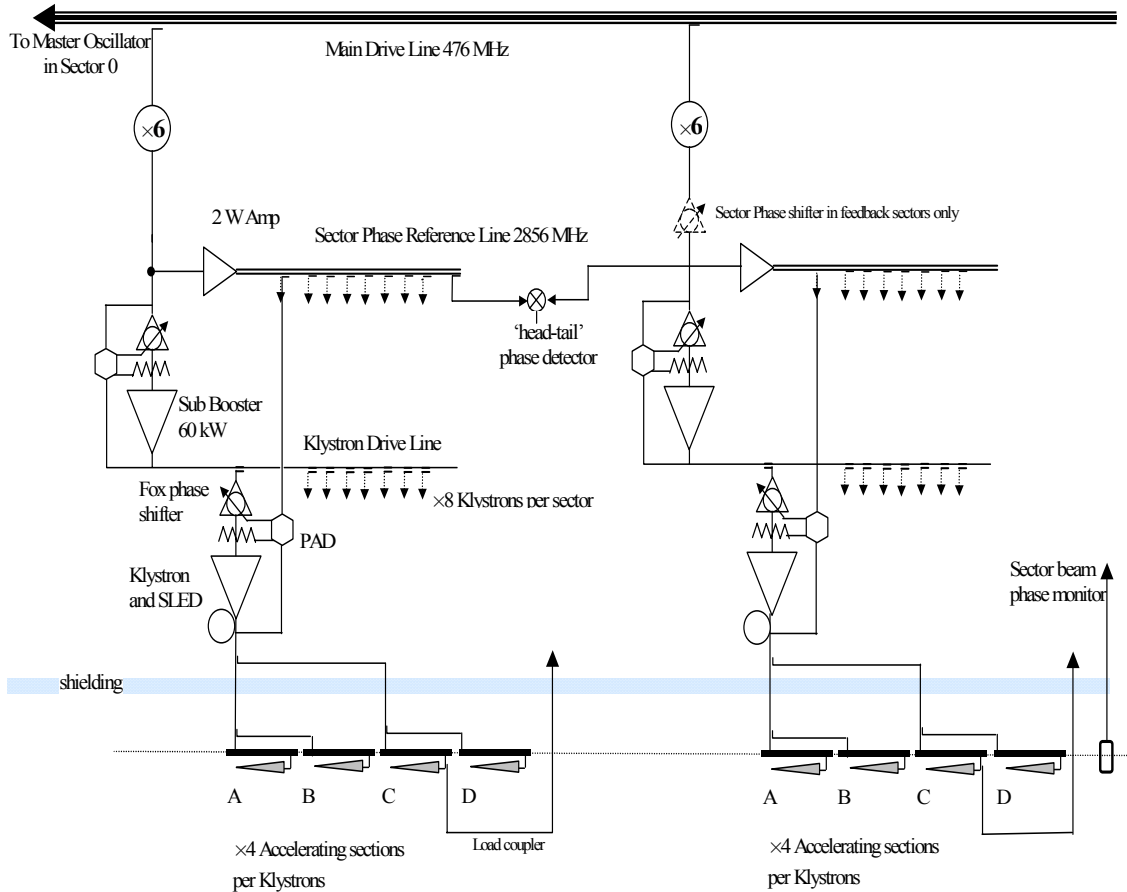 To Master Oscillator
in Sector 0
Main Drive Line 476 MHz
×6
×6
2 W Amp
Sector Phase shifter in feedback sectors only
Sector Phase Reference Line 2856 MHz
'head-tail'
phase detector
Sub Booster
60 kW
Klystron Drive Line
Fox phase
shifter
×8 Klystrons per sector
PAD
Klystron
and SLED
Sector beam
phase monitor
shielding
A B C D
A B C D
Load coupler
×4 Accelerating sections
per Klystrons
×4 Accelerating sections
per Klystrons